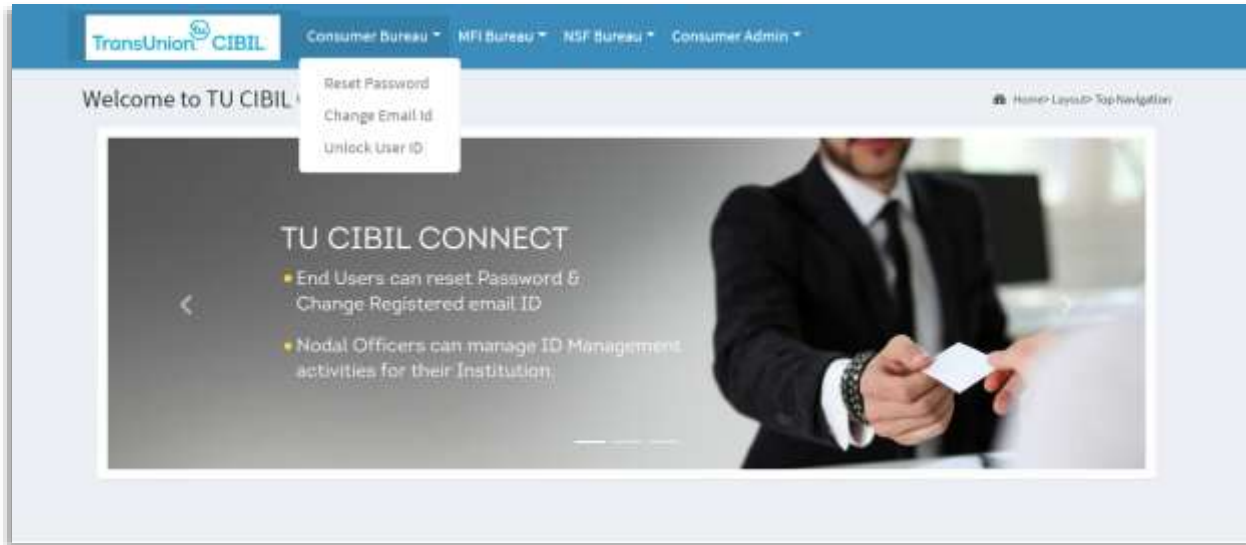 TransUnion CIBIL
Consumer Bureau MFI Bureau NSF Bureau Consumer Admin
Reset Password
Change Email Id
Unlock User ID
Welcome to TU CIBIL
Home> Layout> Top Navigation
TU CIBIL CONNECT
End Users can reset Password &
Change Registered email ID
Nodal Officers can manage ID Management
activities for their Institution.